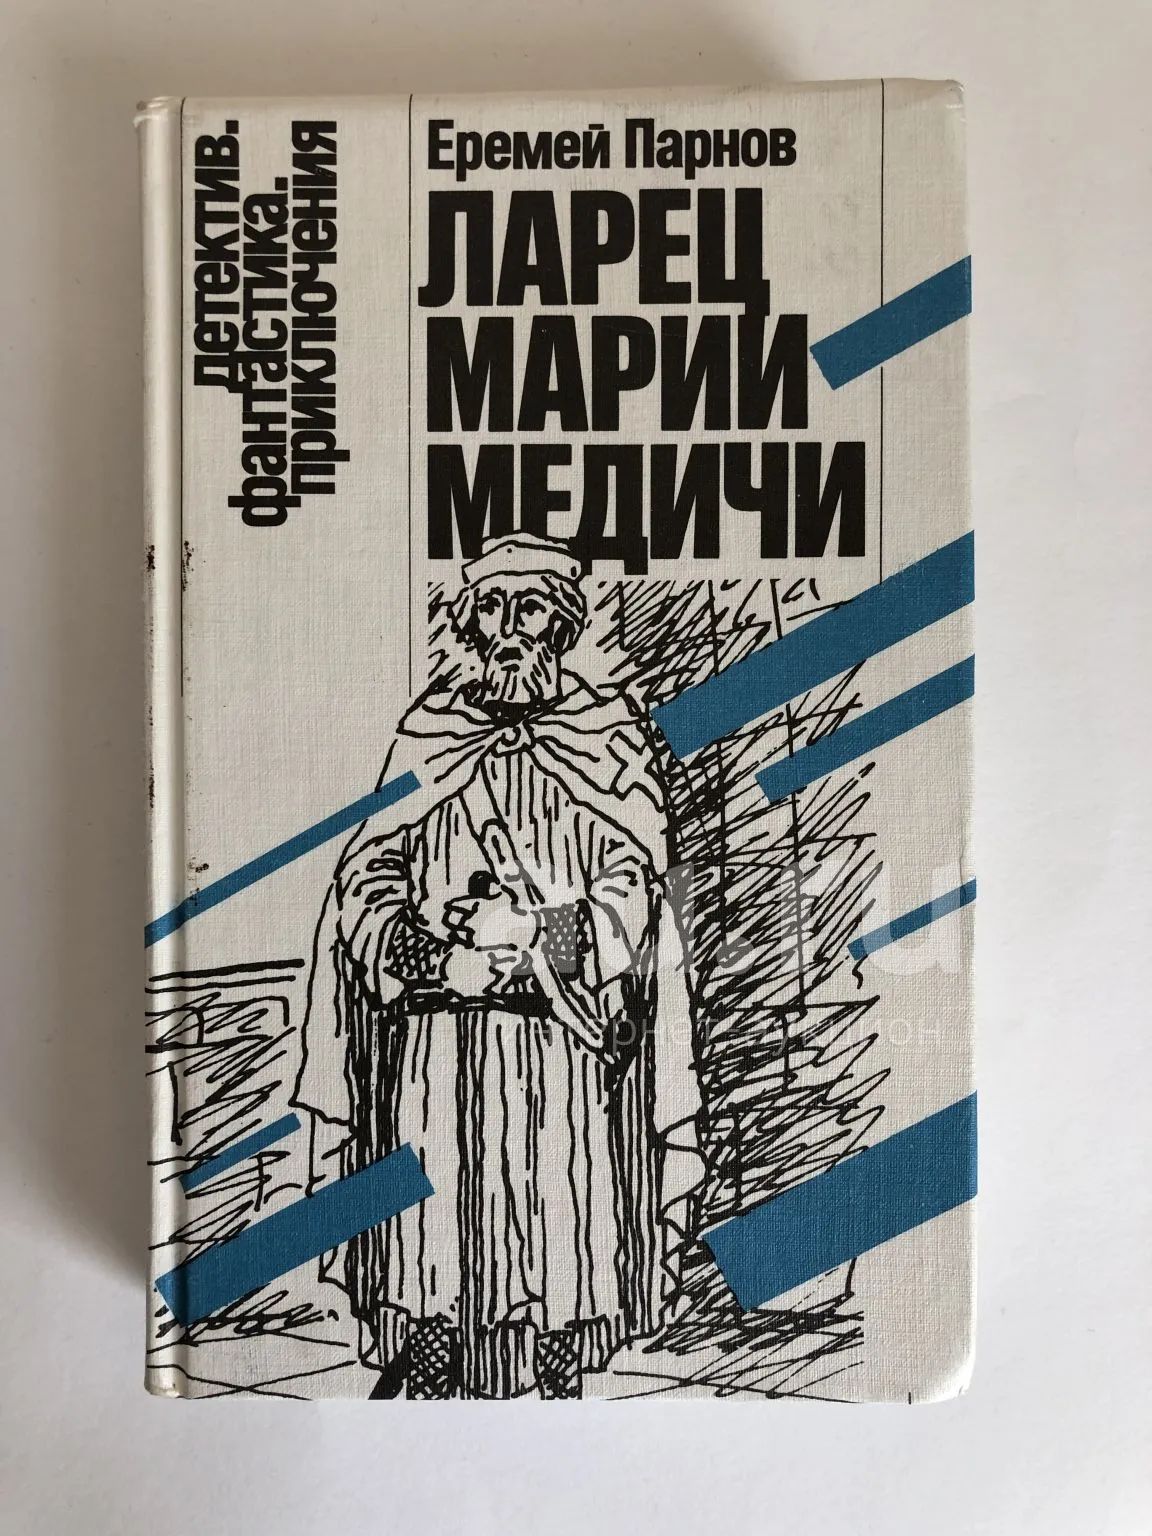 Еремей Парнов
ЛАРЕЦ
МАРИИ
МЕДИЧИ
Детектив.
фантастика.
приключения